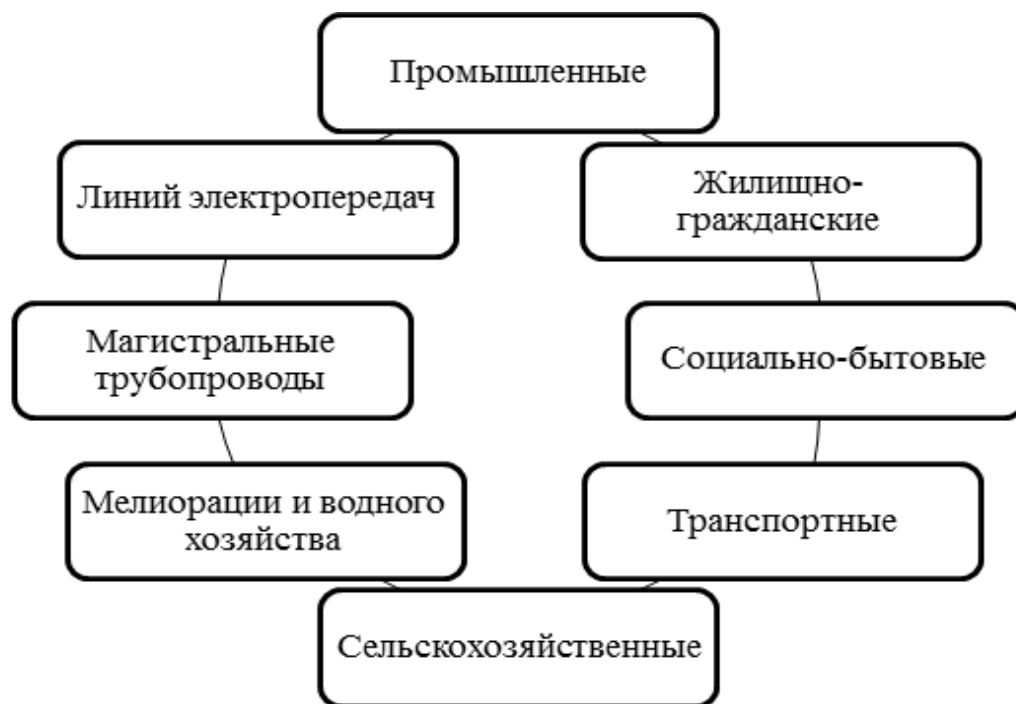 Промышленные
Линий электропередач
Жилищно-
гражданские
Магистральные
трубопроводы
Социально-бытовые
Мелиорации и водного
хозяйства
Транспортные
Сельскохозяйственные